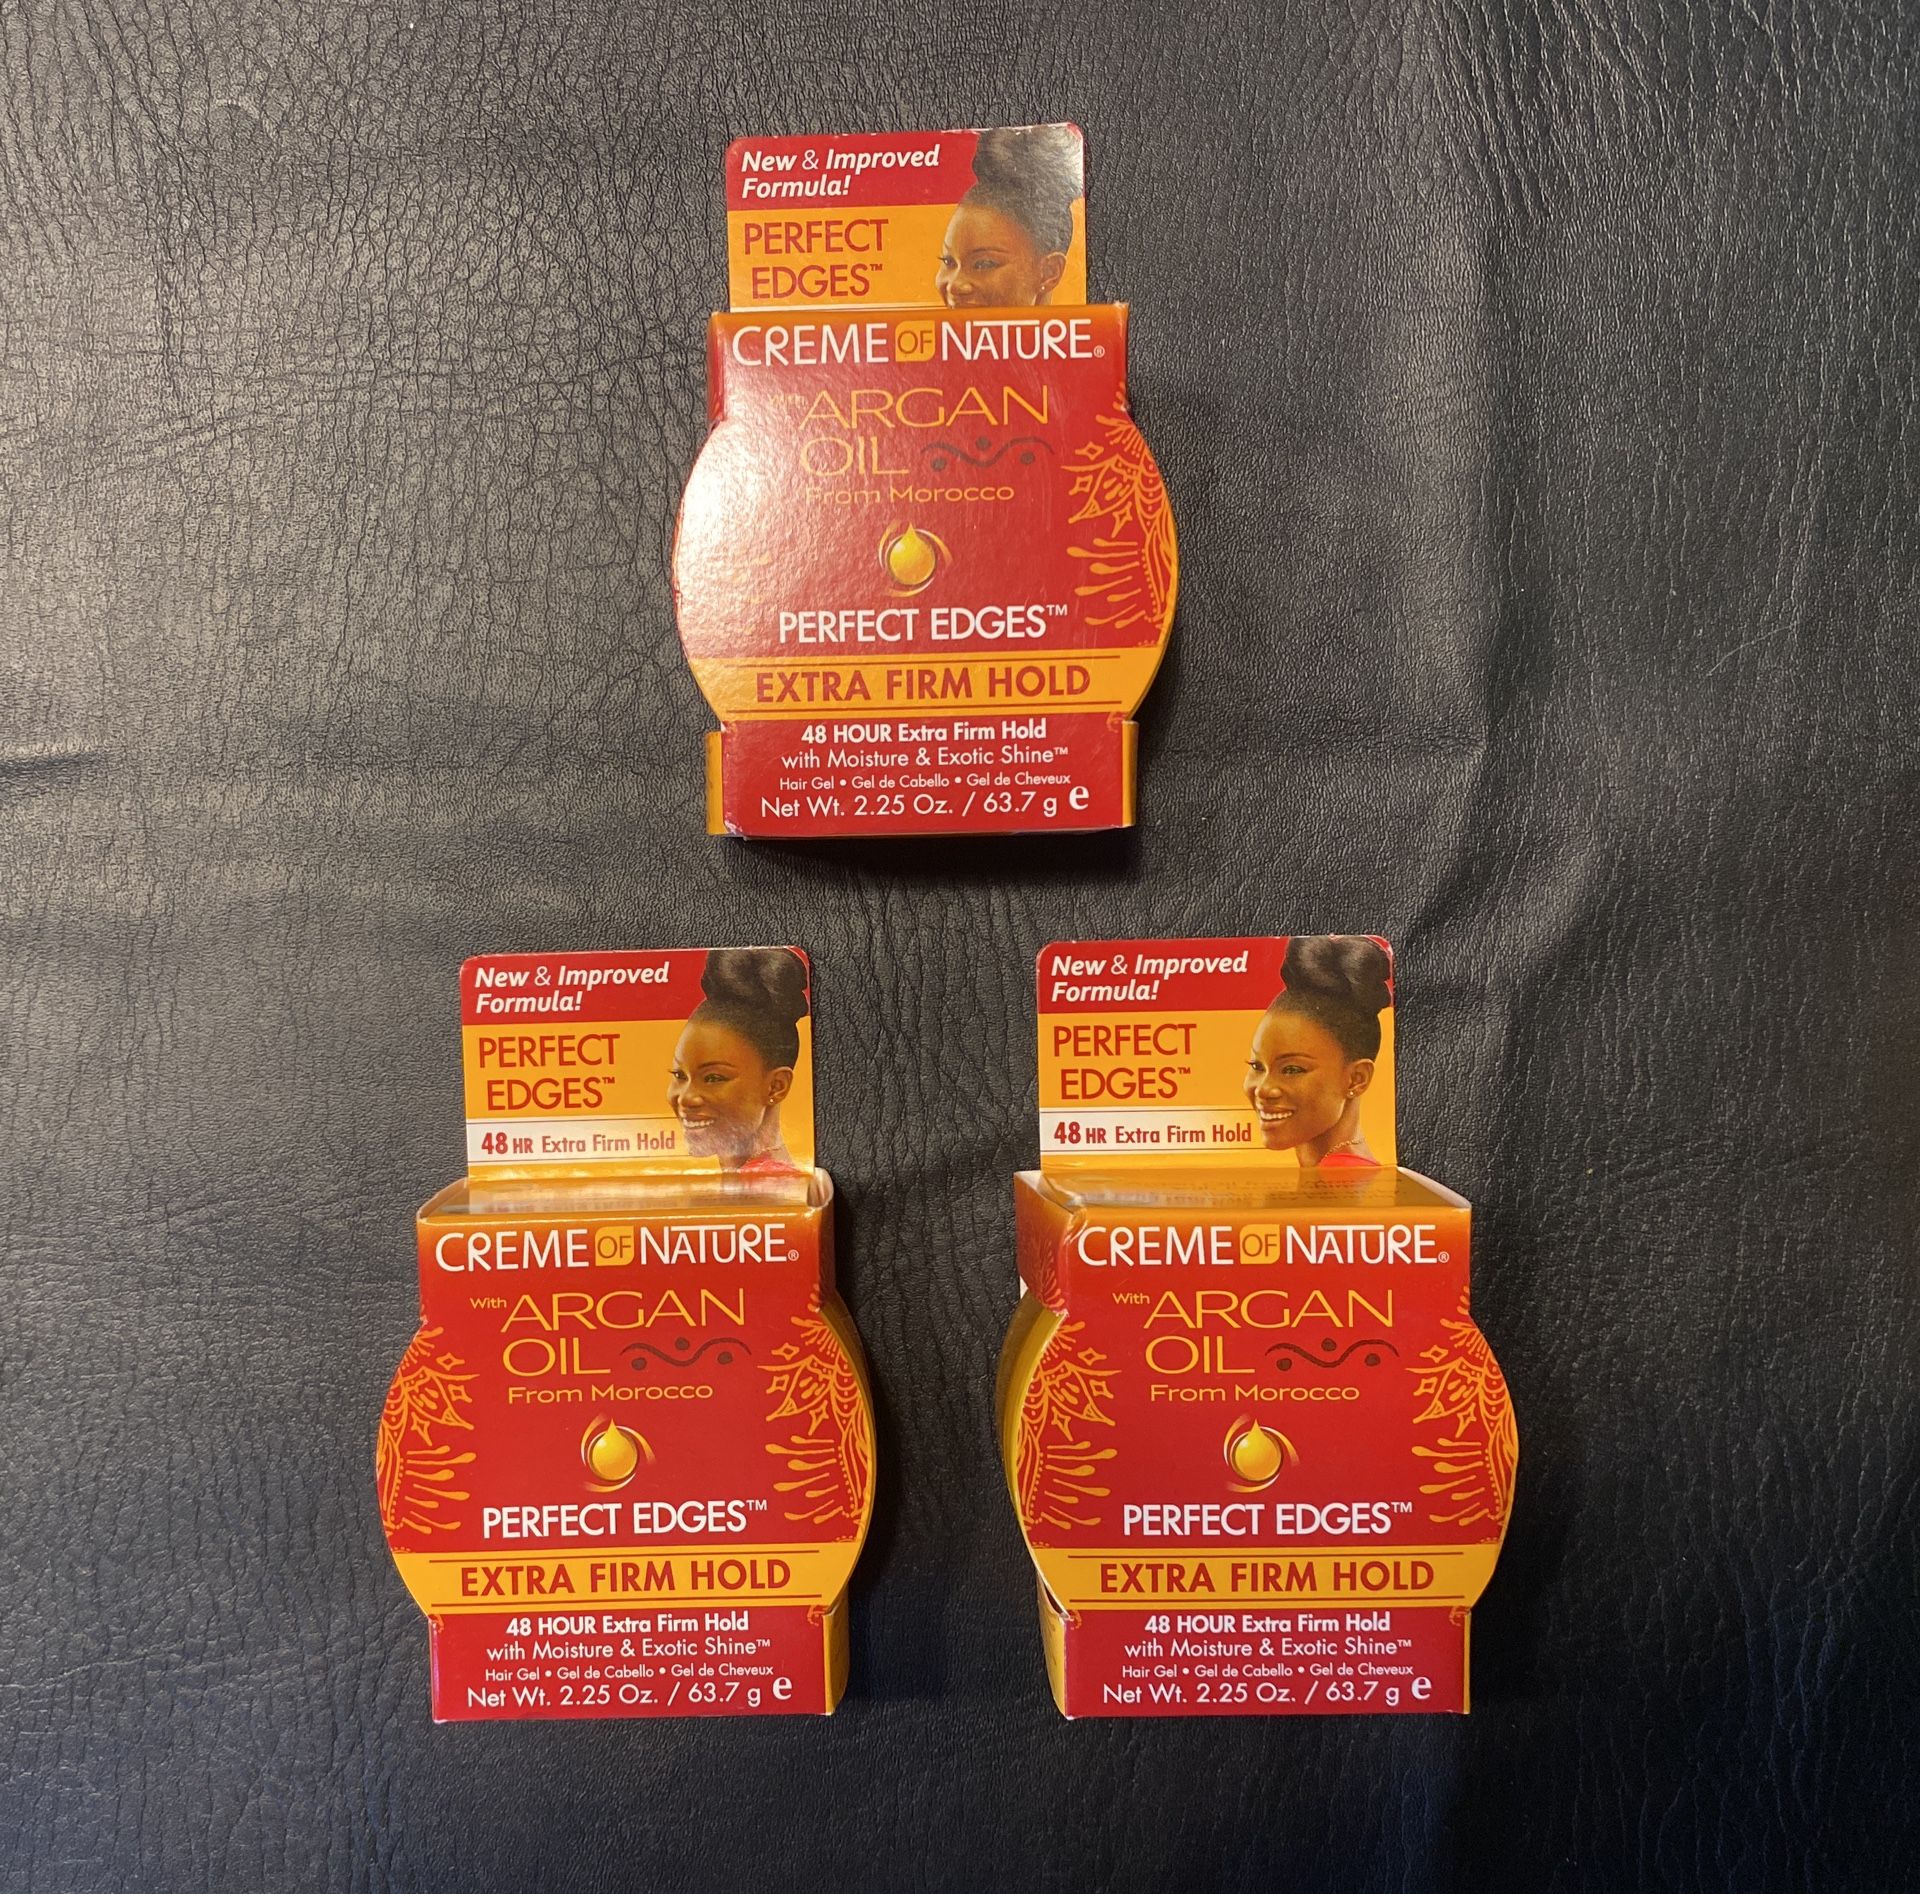 New & Improved
Formula!
PERFECT
EDGES™
CREME OF NATURE®
With ARGAN
OIL
From Morocco
PERFECT EDGES™
EXTRA FIRM HOLD
48 HOUR Extra Firm Hold
with Moisture & Exotic Shine™
Hair Gel • Gel de Cabello • Gel de Cheveux
Net Wt. 2.25 Oz. / 63.7 g e
New & Improved
Formula!
PERFECT
EDGES™
48 HR Extra Firm Hold
CREME OF NATURE®
With ARGAN
OIL
From Morocco
PERFECT EDGES™
EXTRA FIRM HOLD
48 HOUR Extra Firm Hold
with Moisture & Exotic Shine™
Hair Gel • Gel de Cabello • Gel de Cheveux
Net Wt. 2.25 Oz. / 63.7 g e
New & Improved
Formula!
PERFECT
EDGES™
48 HR Extra Firm Hold
CREME OF NATURE®
With ARGAN
OIL
From Morocco
PERFECT EDGES™
EXTRA FIRM HOLD
48 HOUR Extra Firm Hold
with Moisture & Exotic Shine™
Hair Gel • Gel de Cabello • Gel de Cheveux
Net Wt. 2.25 Oz. / 63.7 g e